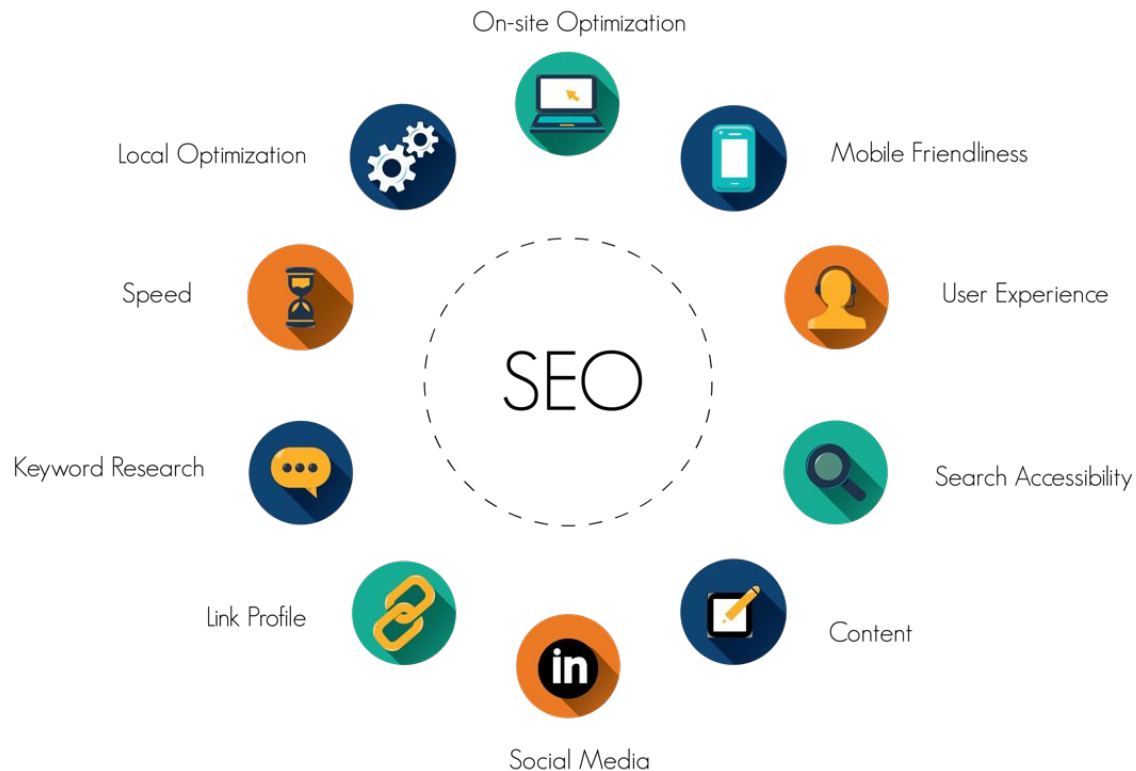 On-site Optimization
Local Optimization
Mobile Friendliness
Speed
User Experience
SEO
Keyword Research
Search Accessibility
Link Profile
Content
in
Social Media